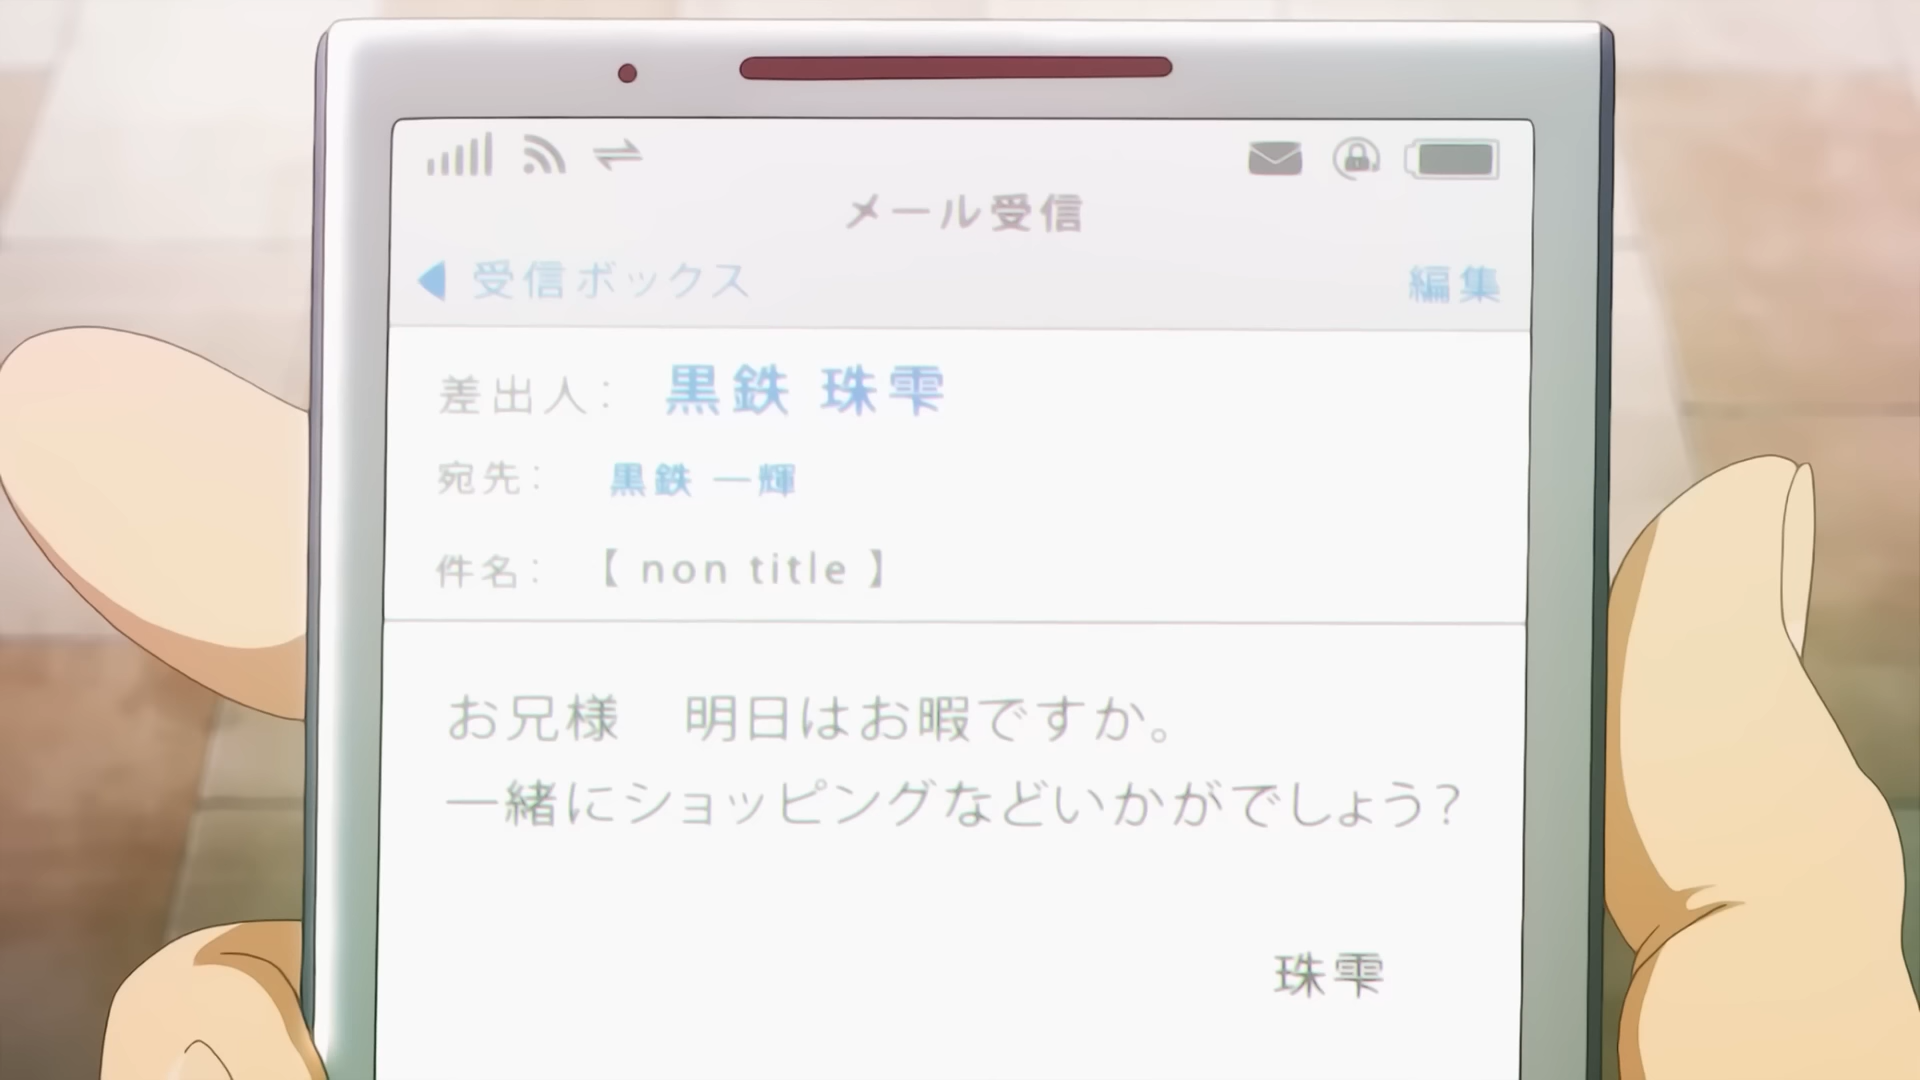 メール受信
受信ボックス 編集
差出人： 黒鉄 珠雫
宛先： 黒鉄 一輝
件名： 【 non title 】
お兄様　明日はお暇ですか。
一緒にショッピングなどいかがでしょう？
珠雫